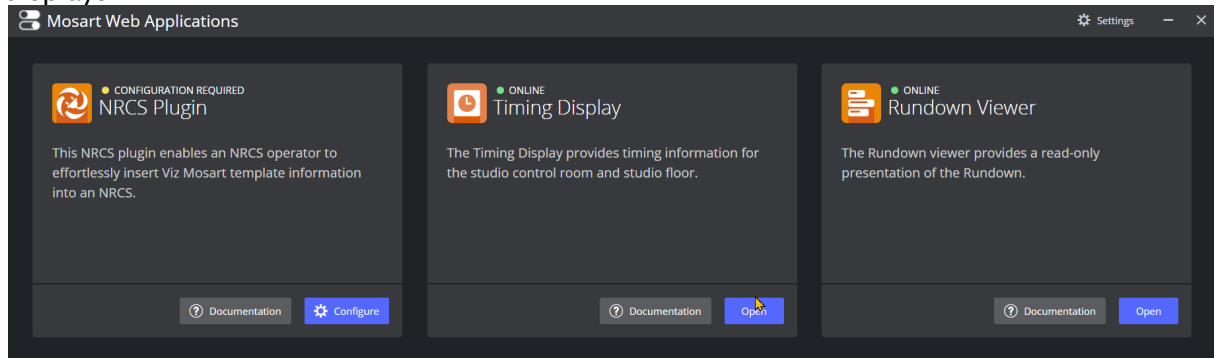 Mosart Web Applications
Settings
CONFIGURATION REQUIRED
NRCS Plugin
This NRCS plugin enables an NRCS operator to
effortlessly insert Viz Mosart template information
into an NRCS.
Documentation
Configure
ONLINE
Timing Display
The Timing Display provides timing information for
the studio control room and studio floor.
Documentation
Open
ONLINE
Rundown Viewer
The Rundown viewer provides a read-only
presentation of the Rundown.
Documentation
Open